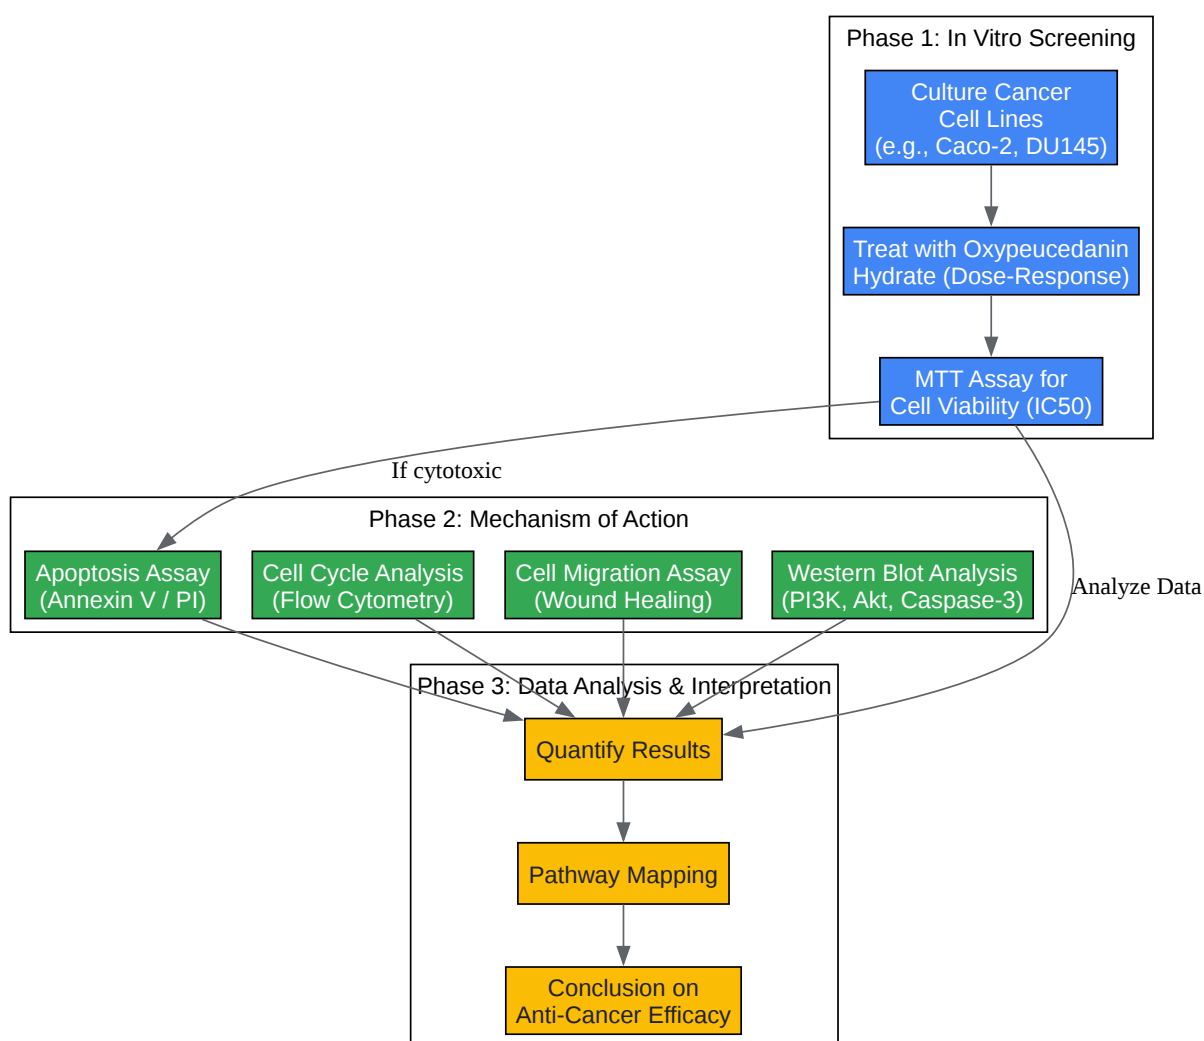 Phase 1: In Vitro Screening
Culture Cancer
Cell Lines
(e.g., Caco-2, DU145)
Treat with Oxypeucedanin
Hydrate (Dose-Response)
MTT Assay for
Cell Viability (IC50)
If cytotoxic
Phase 2: Mechanism of Action
Apoptosis Assay
(Annexin V / PI)
Cell Cycle Analysis
(Flow Cytometry)
Cell Migration Assay
(Wound Healing)
Western Blot Analysis
(PI3K, Akt, Caspase-3)
Analyze Data
Phase 3: Data Analysis & Interpretation
Quantify Results
Pathway Mapping
Conclusion on
Anti-Cancer Efficacy